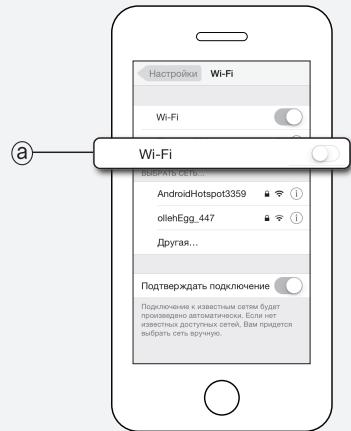 Настройки Wi-Fi
Wi-Fi
ⓐ
Wi-Fi
ВЫБРАТЬ СЕТЬ...
AndroidHotspot3359
ollehEgg_447
Другая...
Подтверждать подключение
Подключение к известным сетям будет
произведено автоматически. Если нет
известных доступных сетей, Вам придется
выбрать сеть вручную.